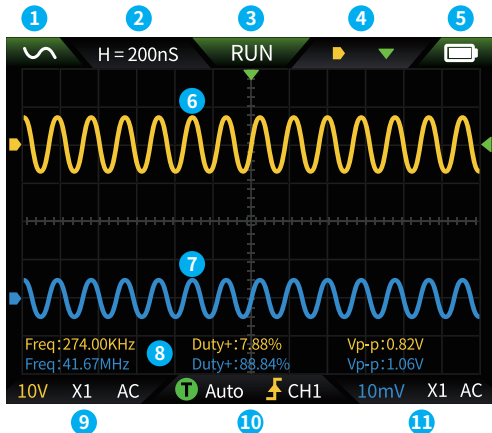 1 2 3 4 5
H = 200nS RUN
6
7
Freq:274.00KHz Duty+:7.88% Vp-p:0.82V
8
Freq:41.67MHz Duty+:88.84% Vp-p:1.06V
10V X1 AC T Auto CH1 10mV X1 AC
9 10 11